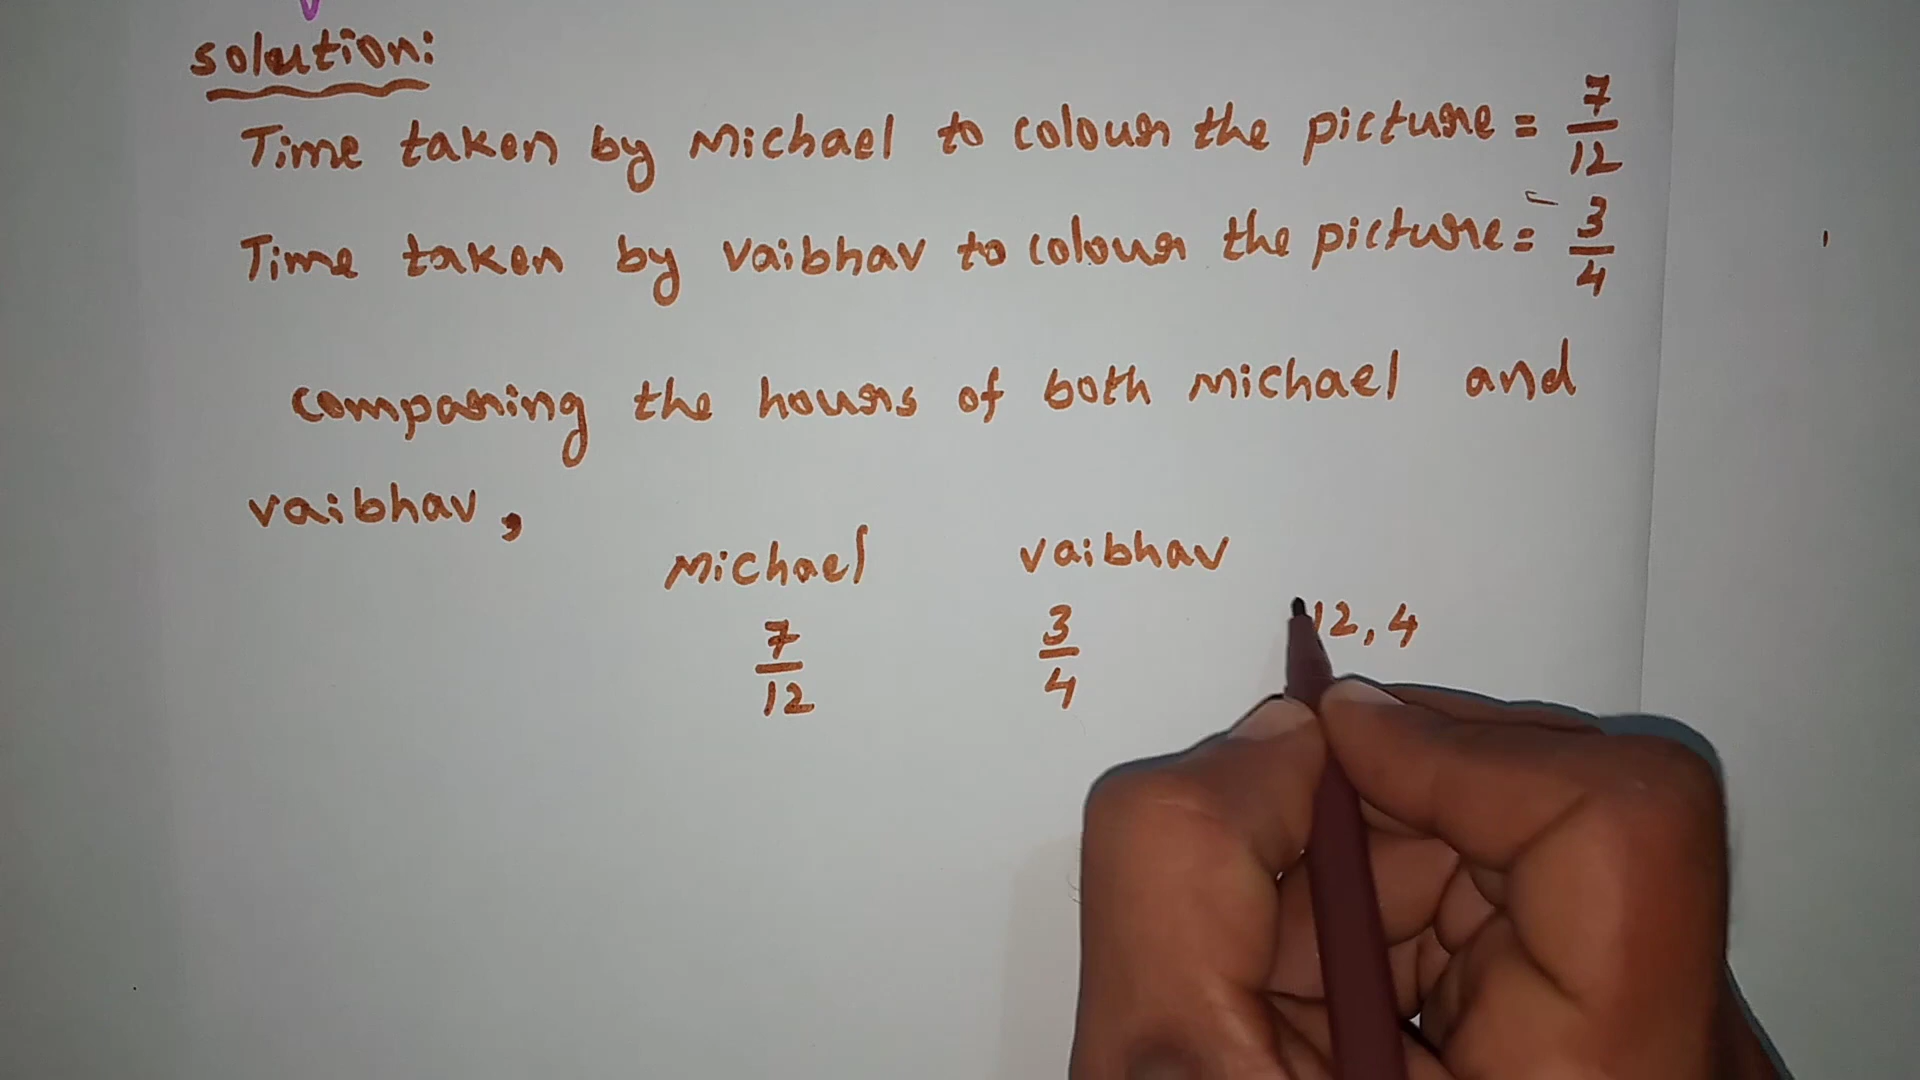 solution:
Time taken by Michael to colour the picture = 7/12
Time taken by vaibhav to colour the picture = 3/4
comparing the hours of both michael and
vaibhav,
Michael vaibhav
7/12 3/4 12, 4